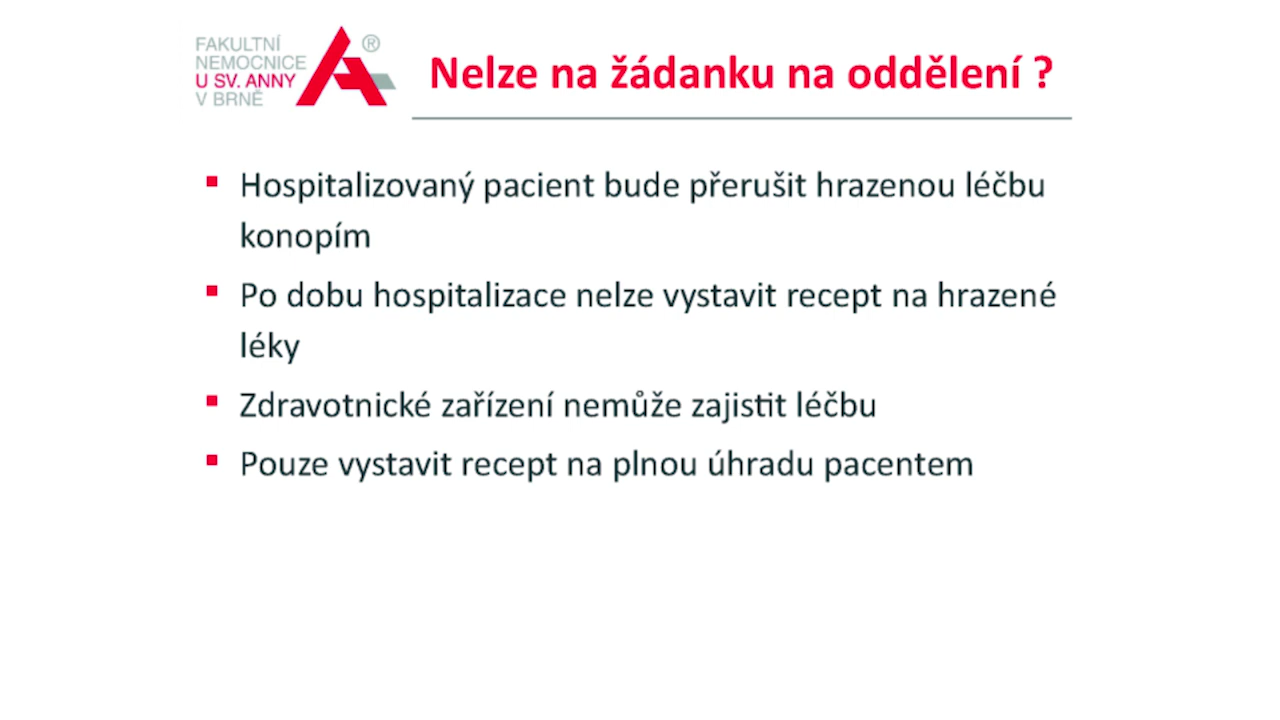 FAKULTNÍ
NEMOCNICE
U SV. ANNY
V BRNĚ
®
Nelze na žádanku na oddělení ?
Hospitalizovaný pacient bude přerušit hrazenou léčbu
konopím
Po dobu hospitalizace nelze vystavit recept na hrazené
léky
Zdravotnické zařízení nemůže zajistit léčbu
Pouze vystavit recept na plnou úhradu pacentem